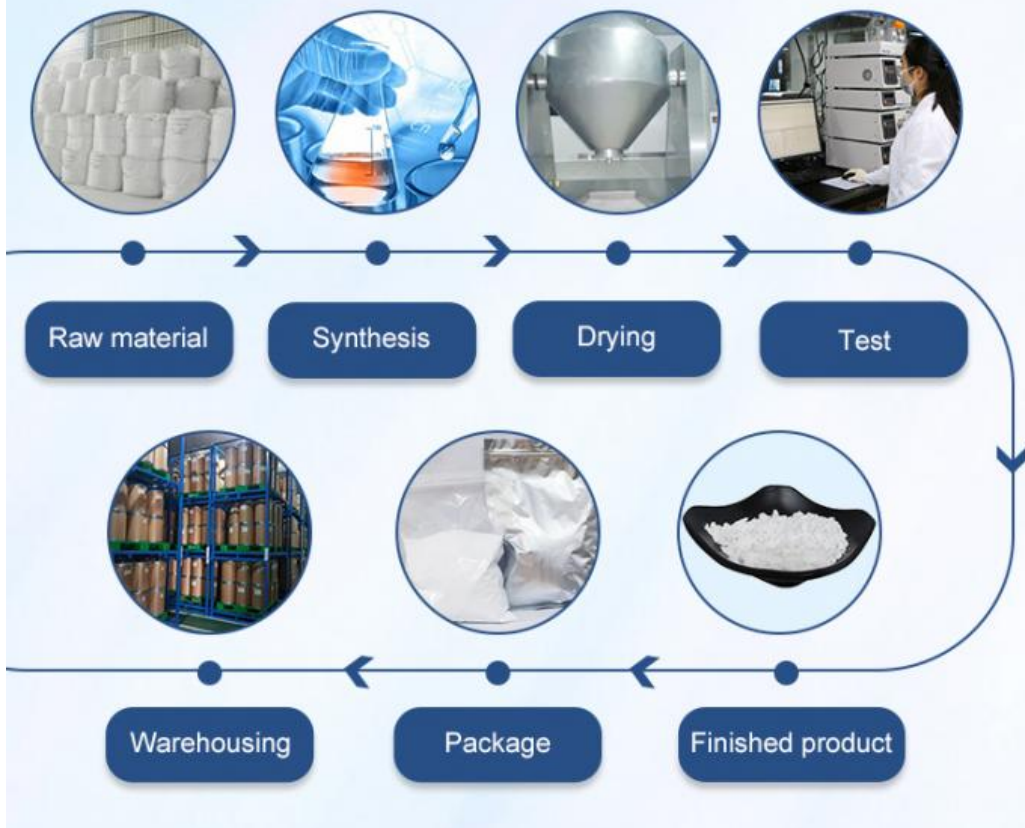 Raw material
Synthesis
Drying
Test
Finished product
Package
Warehousing